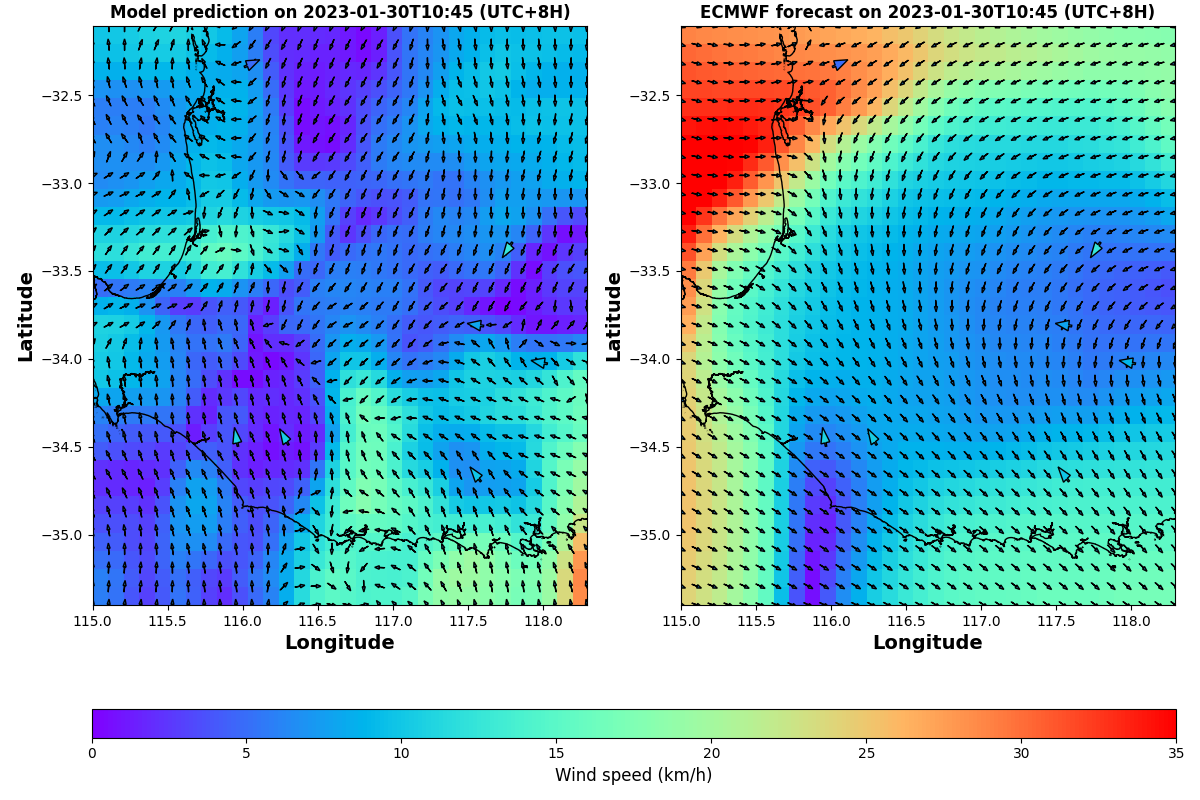 Model prediction on 2023-01-30T10:45 (UTC+8H)
ECMWF forecast on 2023-01-30T10:45 (UTC+8H)
Latitude
−32.5
−33.0
−33.5
−34.0
−34.5
−35.0
115.0 115.5 116.0 116.5 117.0 117.5 118.0
Longitude
Latitude
−32.5
−33.0
−33.5
−34.0
−34.5
−35.0
115.0 115.5 116.0 116.5 117.0 117.5 118.0
Longitude
0 5 10 15 20 25 30 35
Wind speed (km/h)